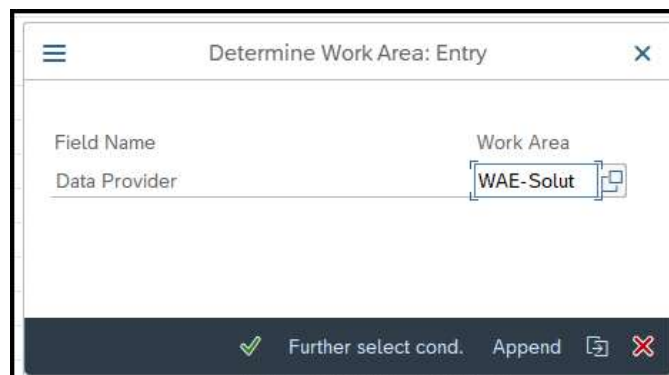 Determine Work Area: Entry
Field Name Work Area
Data Provider WAE-Solut
Further select cond. Append